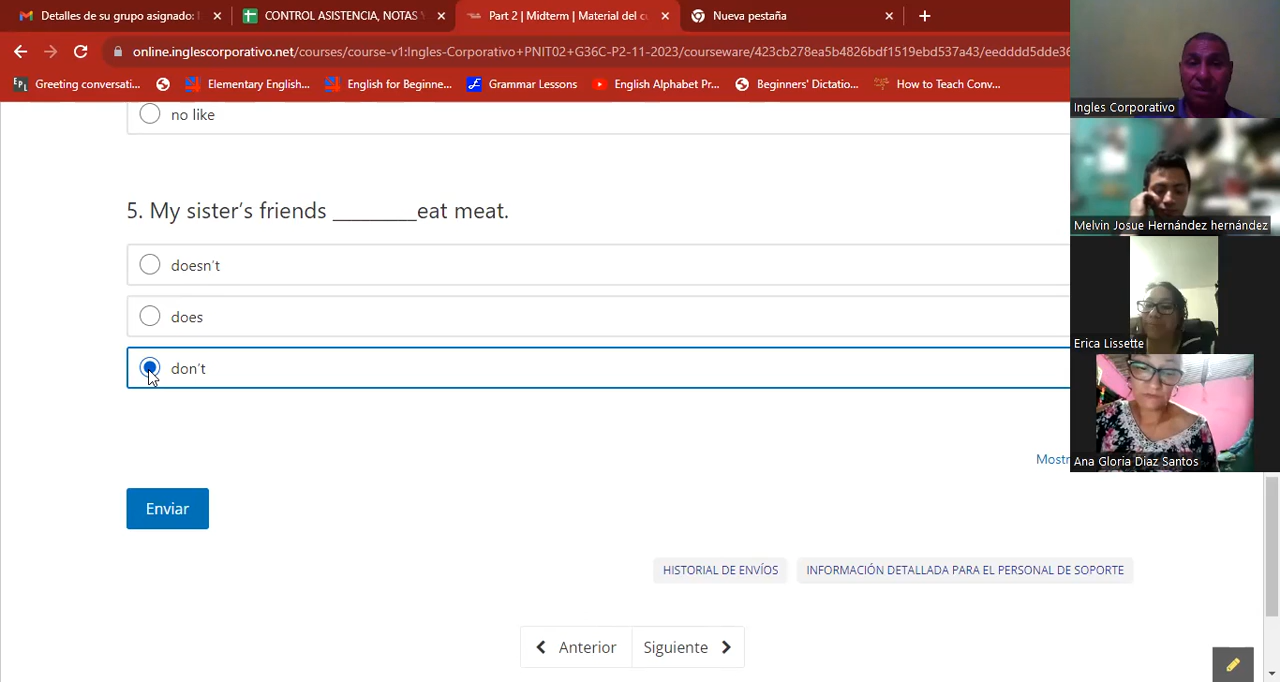 Detalles de su grupo asignado:
CONTROL ASISTENCIA, NOTAS
Part 2 | Midterm | Material del cu
Nueva pestaña
online.inglescorporativo.net/courses/course-v1:Ingles-Corporativo+PNIT02+G36C-P2-11-2023/courseware/423cb278ea5b4826bdf1519ebd537a43/eedddd5dde36
Greeting conversati...
Elementary English...
English for Beginne...
Grammar Lessons
English Alphabet Pr...
Beginners' Dictatio...
How to Teach Conv...
Ingles Corporativo
no like
5. My sister's friends _________eat meat.
Melvin Josue Hernández hernández
doesn't
does
Erica Lissette
don't
Mostr
Ana Gloria Diaz Santos
Enviar
HISTORIAL DE ENVÍOS
INFORMACIÓN DETALLADA PARA EL PERSONAL DE SOPORTE
Anterior
Siguiente